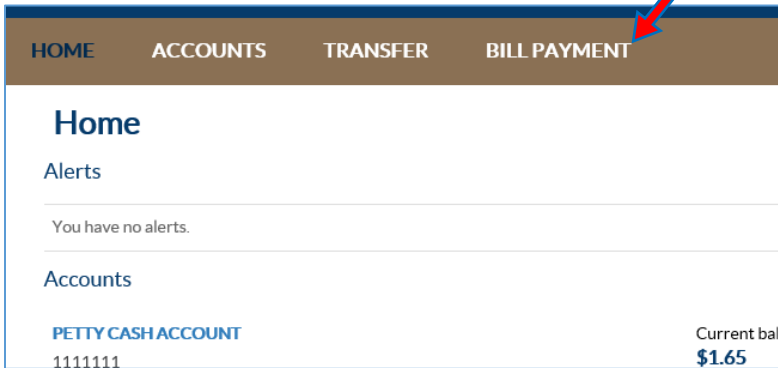 HOME ACCOUNTS TRANSFER BILL PAYMENT
Home
Alerts
You have no alerts.
Accounts
PETTY CASH ACCOUNT Current bal
1111111 $1.65